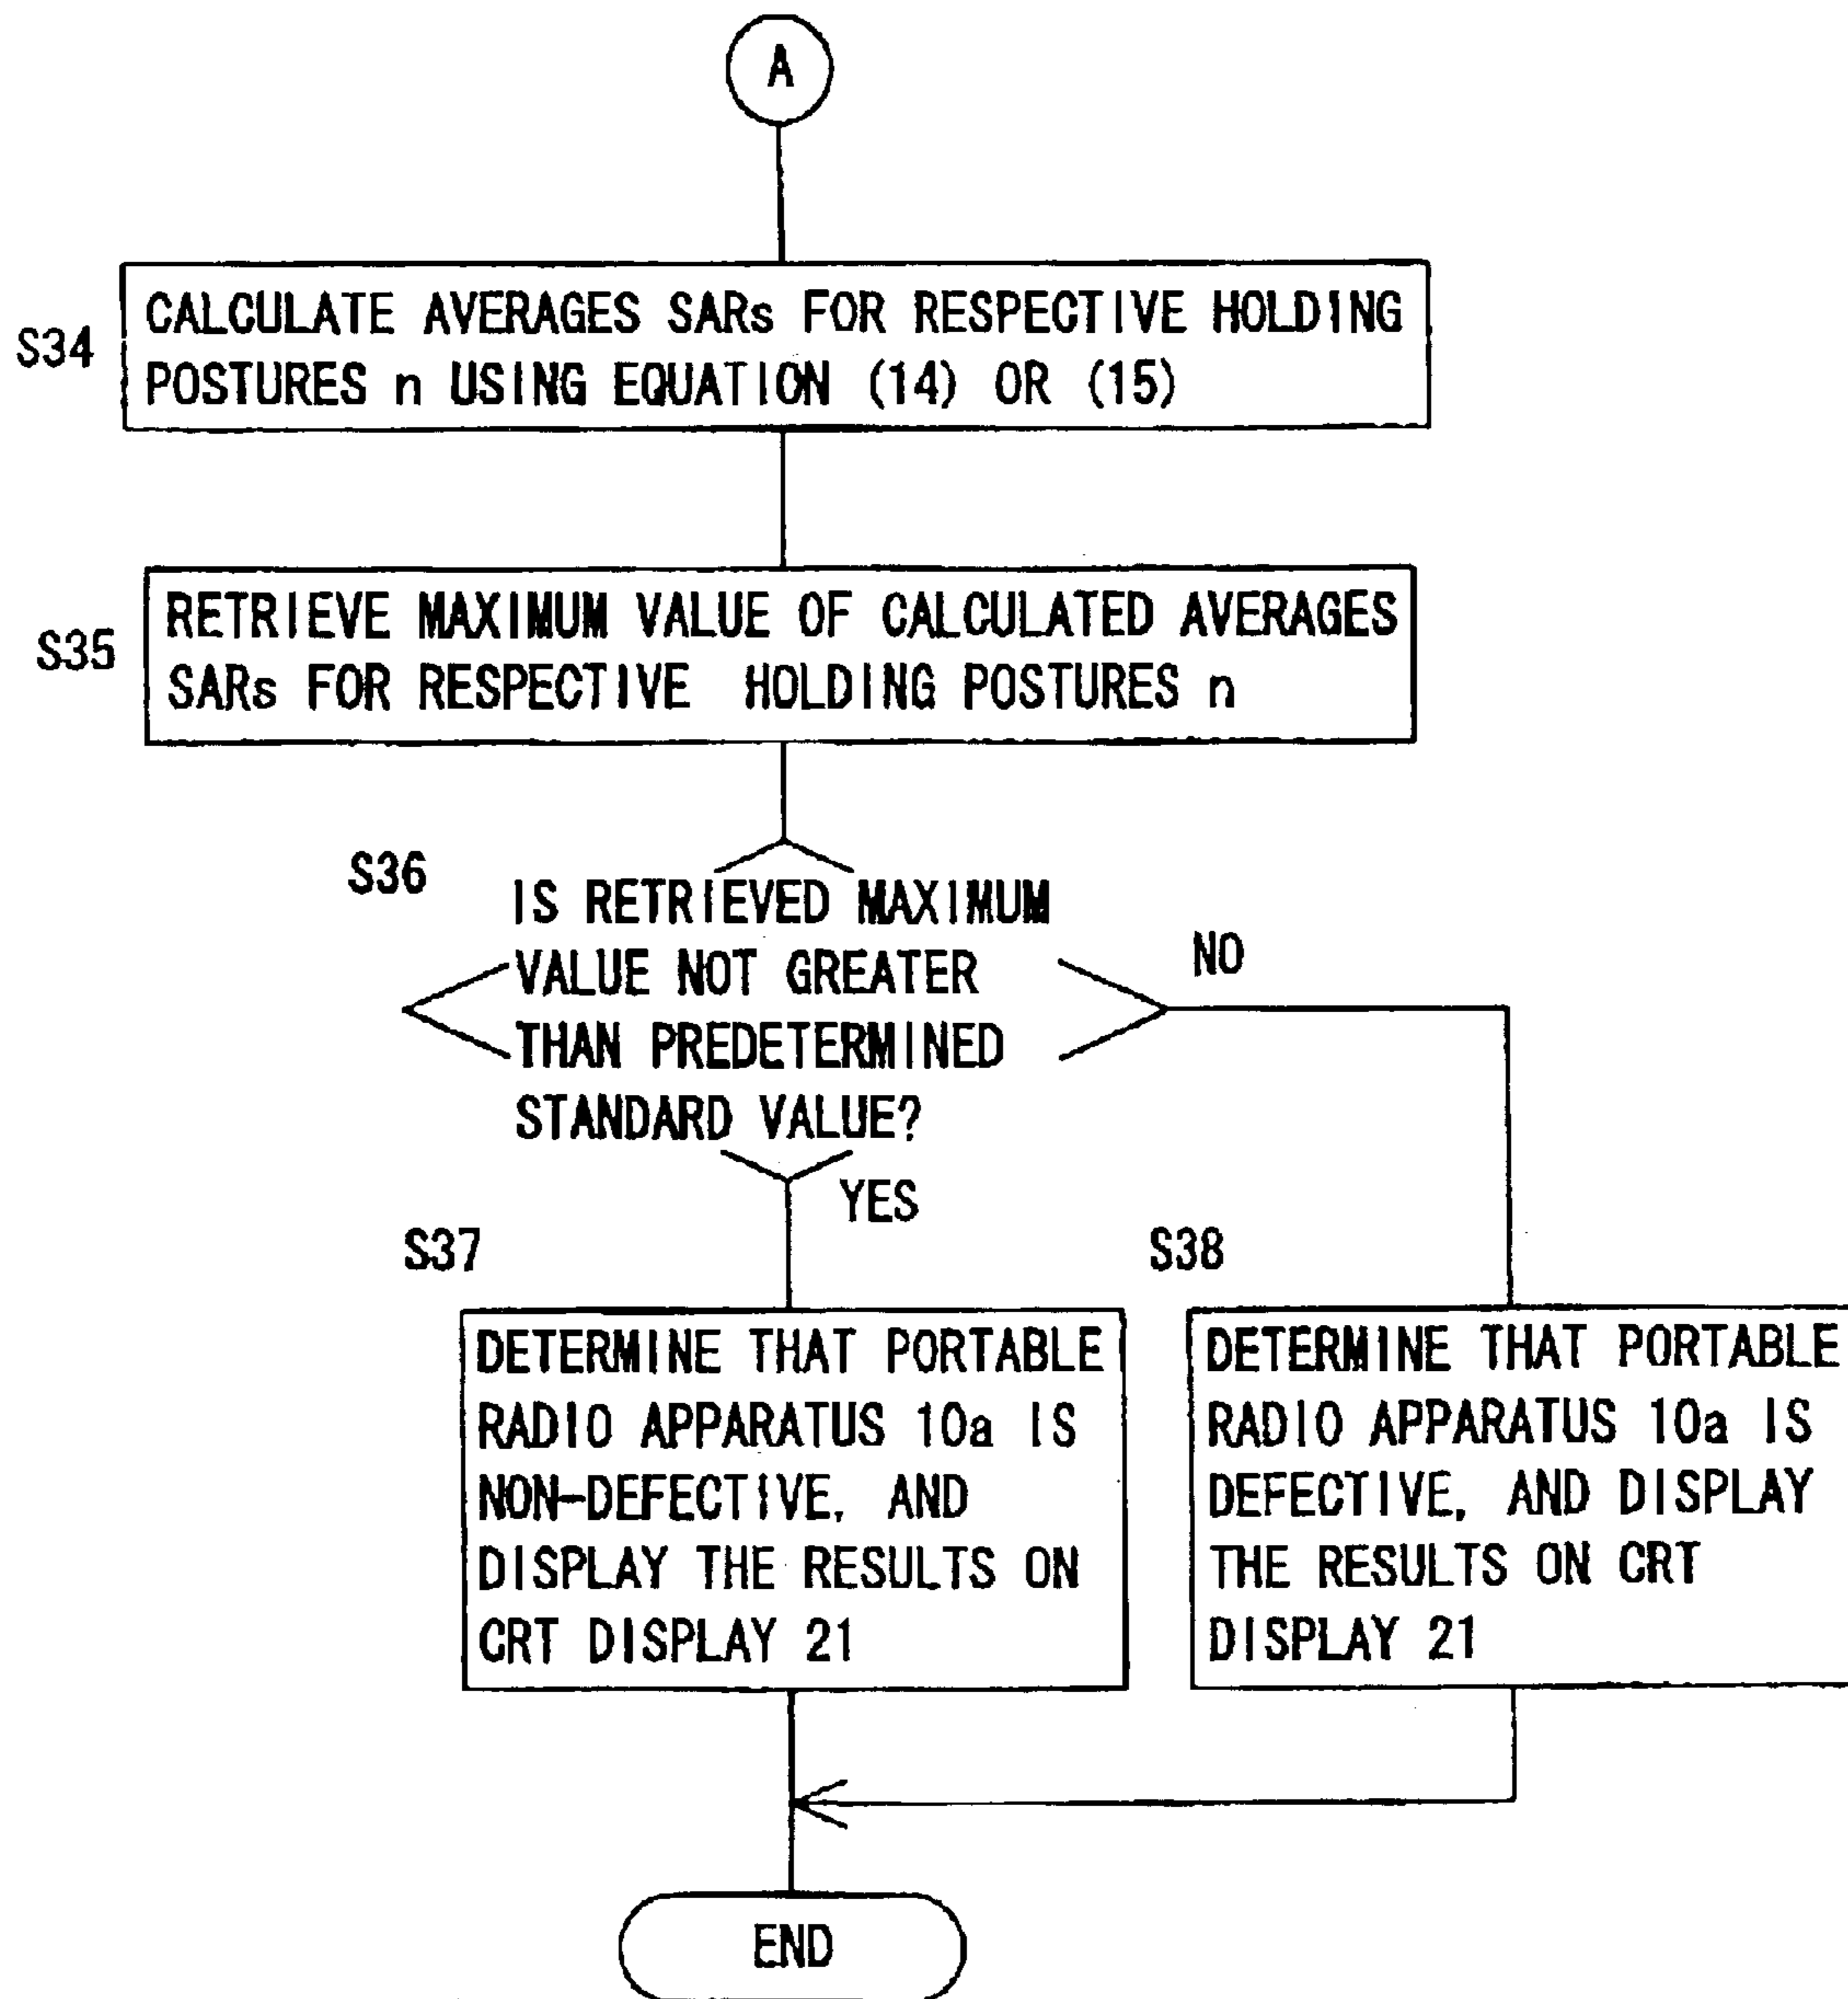 A
S34
CALCULATE AVERAGES SARs FOR RESPECTIVE HOLDING
POSTURES n USING EQUATION (14) OR (15)
S35
RETRIEVE MAXIMUM VALUE OF CALCULATED AVERAGES
SARs FOR RESPECTIVE HOLDING POSTURES n
S36
IS RETRIEVED MAXIMUM
VALUE NOT GREATER
THAN PREDETERMINED
STANDARD VALUE?
NO
YES
S37
DETERMINE THAT PORTABLE
RADIO APPARATUS 10a IS
NON-DEFECTIVE, AND
DISPLAY THE RESULTS ON
CRT DISPLAY 21
S38
DETERMINE THAT PORTABLE
RADIO APPARATUS 10a IS
DEFECTIVE, AND DISPLAY
THE RESULTS ON CRT
DISPLAY 21
END